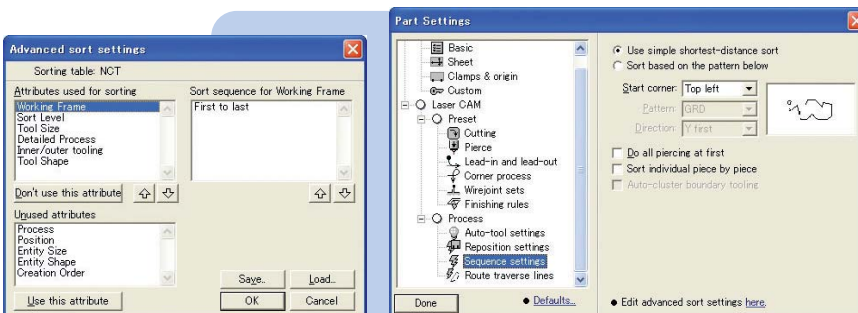 Advanced sort settings
Sorting table: NCT
Attributes used for sorting
Working Frame
Sort Level
Tool Size
Detailed Process
Inner/outer tooling
Tool Shape
Don't use this attribute
Unused attributes
Process
Position
Entity Size
Entity Shape
Creation Order
Use this attribute
Sort sequence for Working Frame
First to last
Save..
Load..
OK
Cancel
Part Settings
Basic
Sheet
Clamps & origin
Custom
Laser CAM
Preset
Cutting
Pierce
Lead-in and lead-out
Corner process
Wirejoint sets
Finishing rules
Process
Auto-tool settings
Reposition settings
Sequence settings
Route traverse lines
Done
Defaults...
Use simple shortest-distance sort
Sort based on the pattern below
Start corner: Top left
Pattern: GRD
Direction: Y first
Do all piercing at first
Sort individual piece by piece
Auto-cluster boundary tooling
Edit advanced sort settings here.